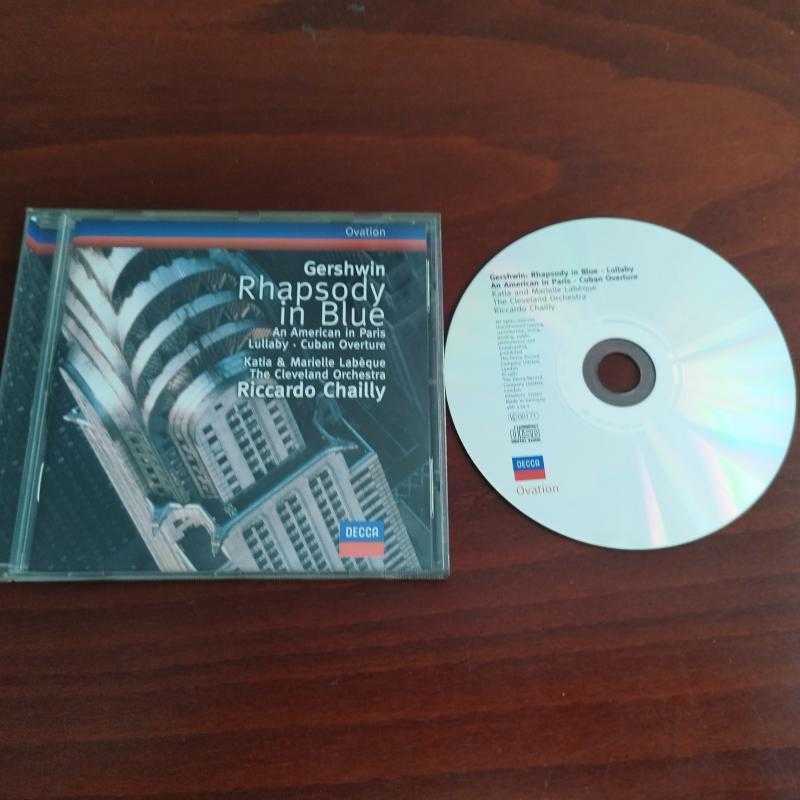 Ovation
Gershwin
Rhapsody
in Blue
An American in Paris
Lullaby · Cuban Overture
Katia & Marielle Labèque
The Cleveland Orchestra
Riccardo Chailly
DECCA
Gershwin: Rhapsody in Blue · Lullaby
An American in Paris · Cuban Overture
Katia and Marielle Labèque
The Cleveland Orchestra
Riccardo Chailly
DECCA
Ovation